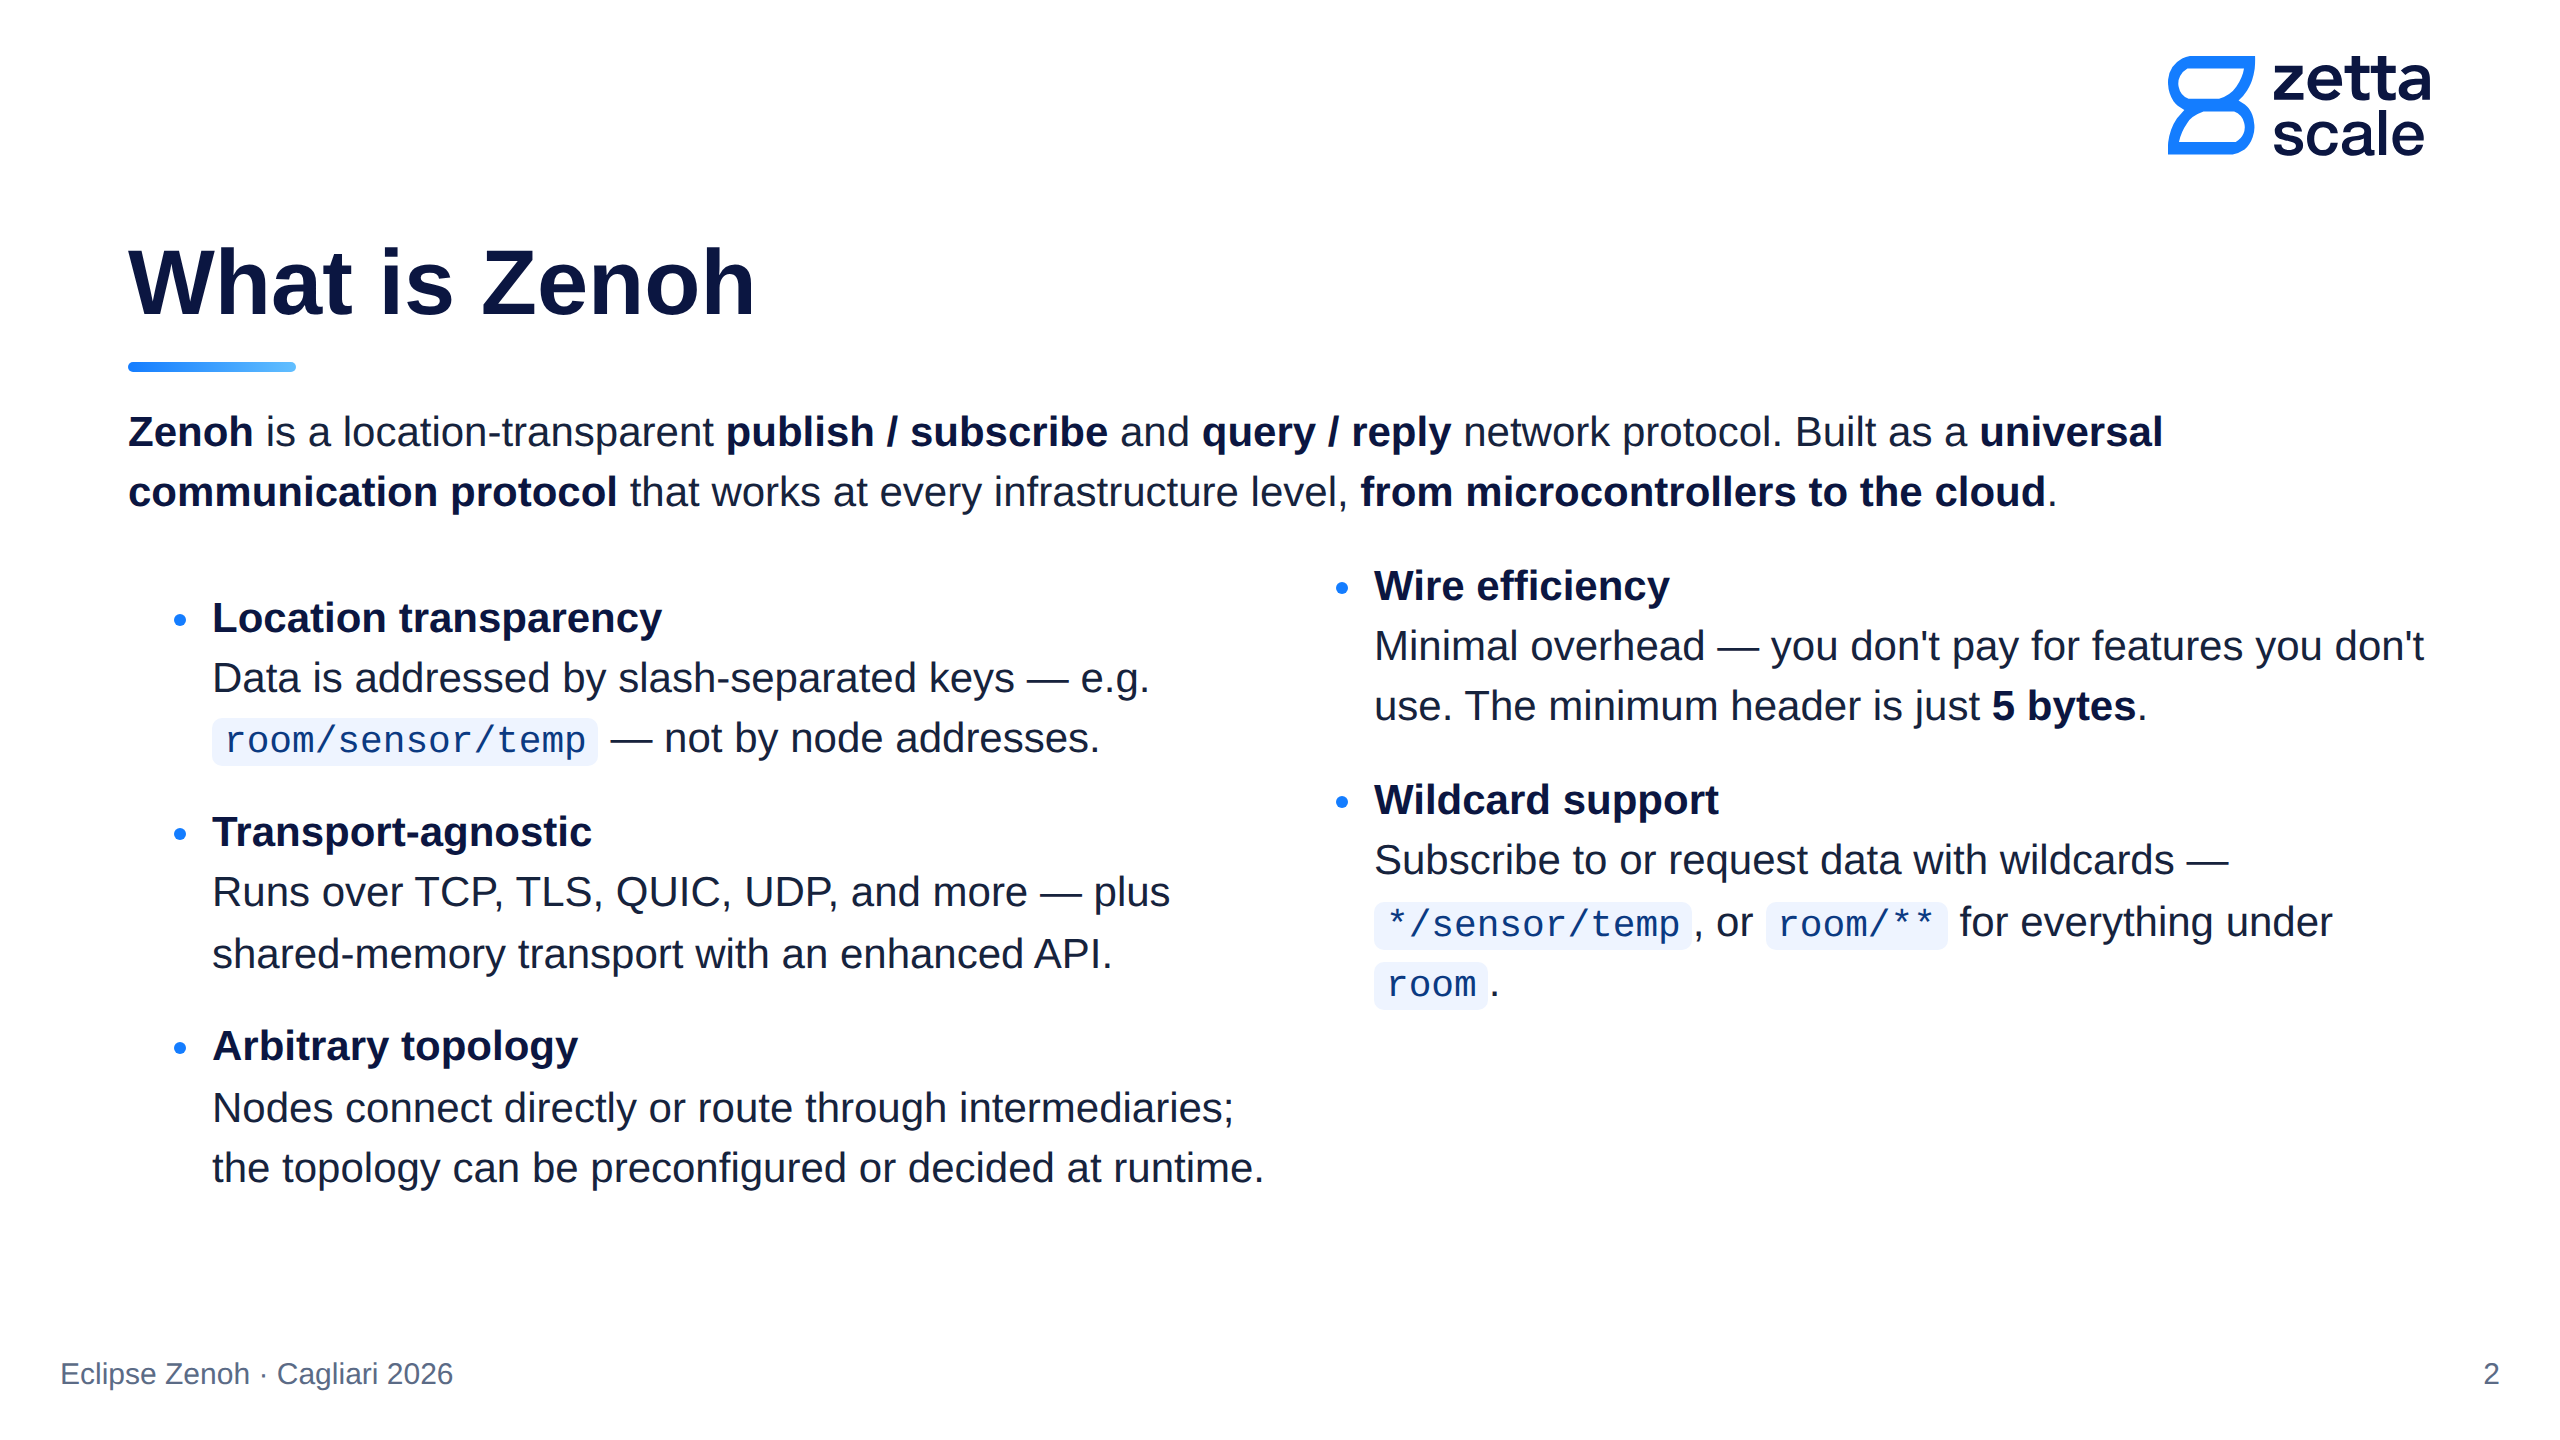 zetta
scale
What is Zenoh
Zenoh is a location-transparent publish / subscribe and query / reply network protocol. Built as a universal
communication protocol that works at every infrastructure level, from microcontrollers to the cloud.
• Location transparency
Data is addressed by slash-separated keys — e.g.
room/sensor/temp — not by node addresses.
• Transport-agnostic
Runs over TCP, TLS, QUIC, UDP, and more — plus
shared-memory transport with an enhanced API.
• Arbitrary topology
Nodes connect directly or route through intermediaries;
the topology can be preconfigured or decided at runtime.
• Wire efficiency
Minimal overhead — you don't pay for features you don't
use. The minimum header is just 5 bytes.
• Wildcard support
Subscribe to or request data with wildcards —
*/sensor/temp, or room/** for everything under
room.
Eclipse Zenoh · Cagliari 2026
2